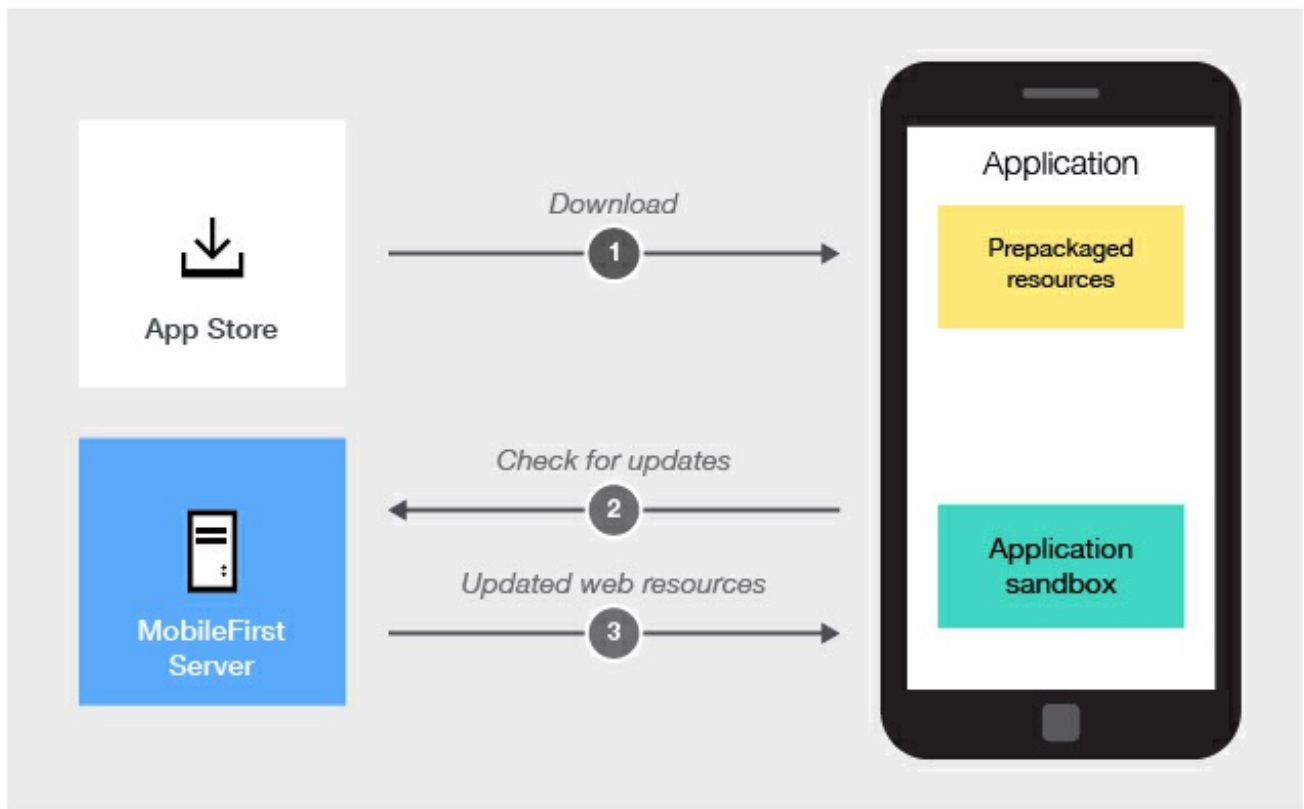 Download
1
App Store
Check for updates
2
Updated web resources
3
MobileFirst
Server
Application
Prepackaged
resources
Application
sandbox